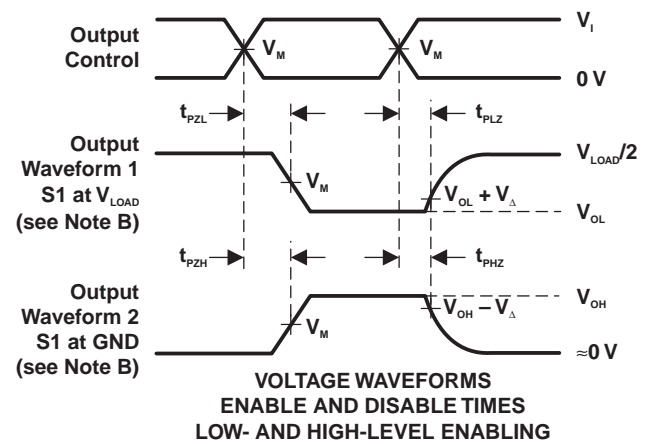 Output
Control
V_M
V_M
V_I
0 V
t_PZL
t_PLZ
Output
Waveform 1
S1 at V_LOAD
(see Note B)
V_M
V_OL + V_Δ
V_LOAD/2
V_OL
t_PZH
t_PHZ
Output
Waveform 2
S1 at GND
(see Note B)
V_M
V_OH – V_Δ
V_OH
≈0 V
VOLTAGE WAVEFORMS
ENABLE AND DISABLE TIMES
LOW- AND HIGH-LEVEL ENABLING